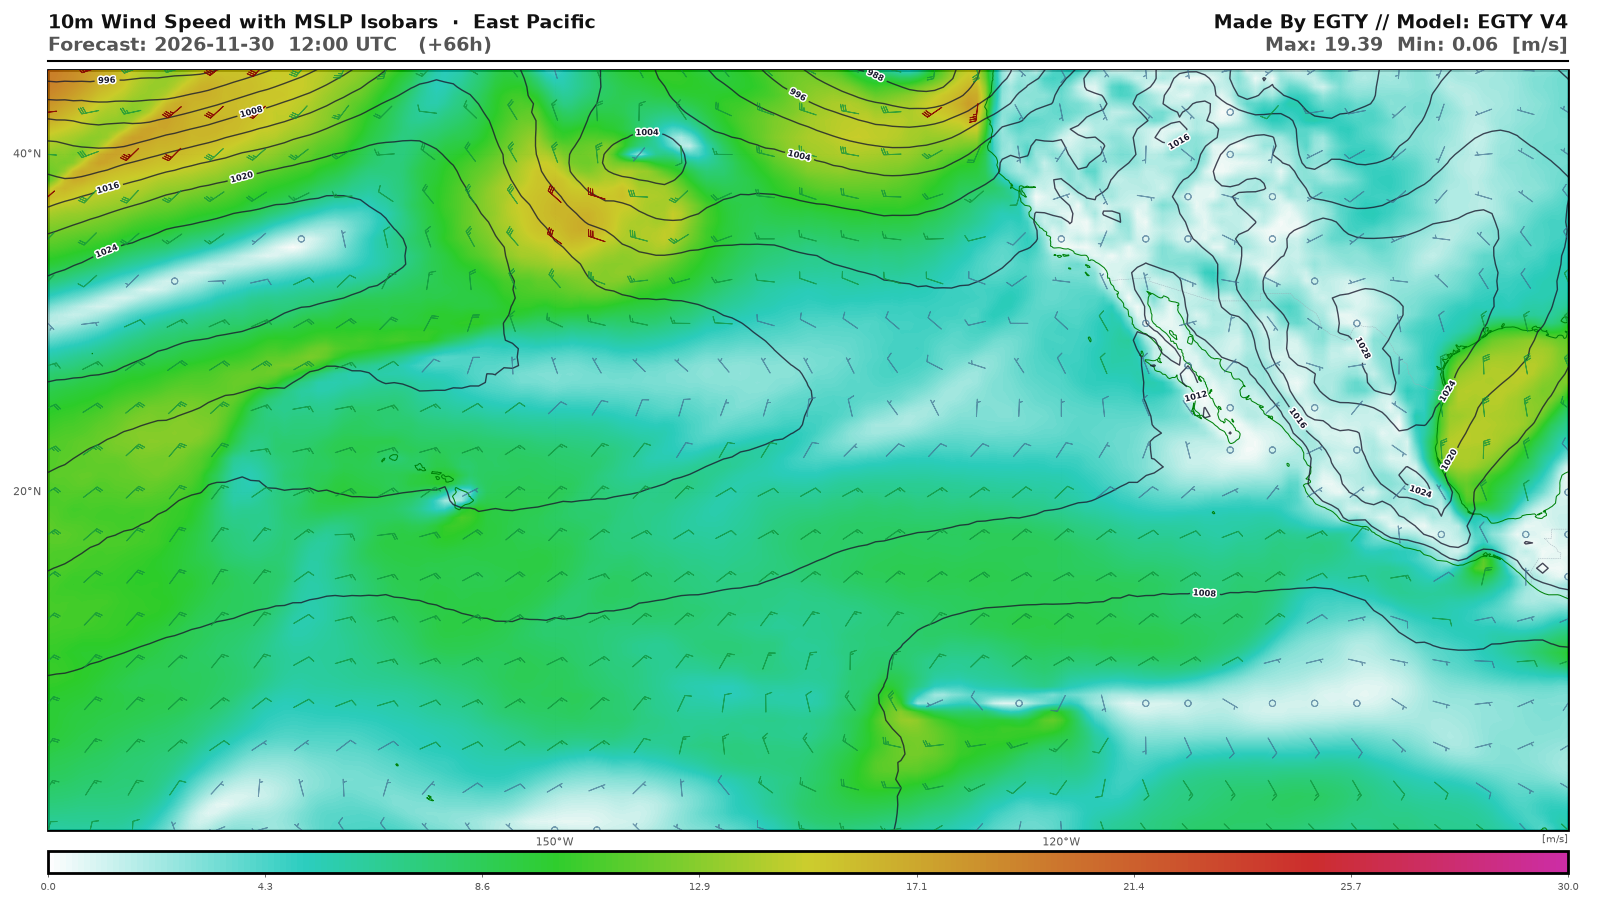 10m Wind Speed with MSLP Isobars · East Pacific
Made By EGTY // Model: EGTY V4
Forecast: 2026-11-30 12:00 UTC (+66h)
Max: 19.39 Min: 0.06 [m/s]
996
988
996
1008
1004
1016
40°N
1004
1020
1016
1024
1028
1024
1012
1016
1020
20°N
1024
1008
150°W
120°W
[m/s]
0.0
4.3
8.6
12.9
17.1
21.4
25.7
30.0